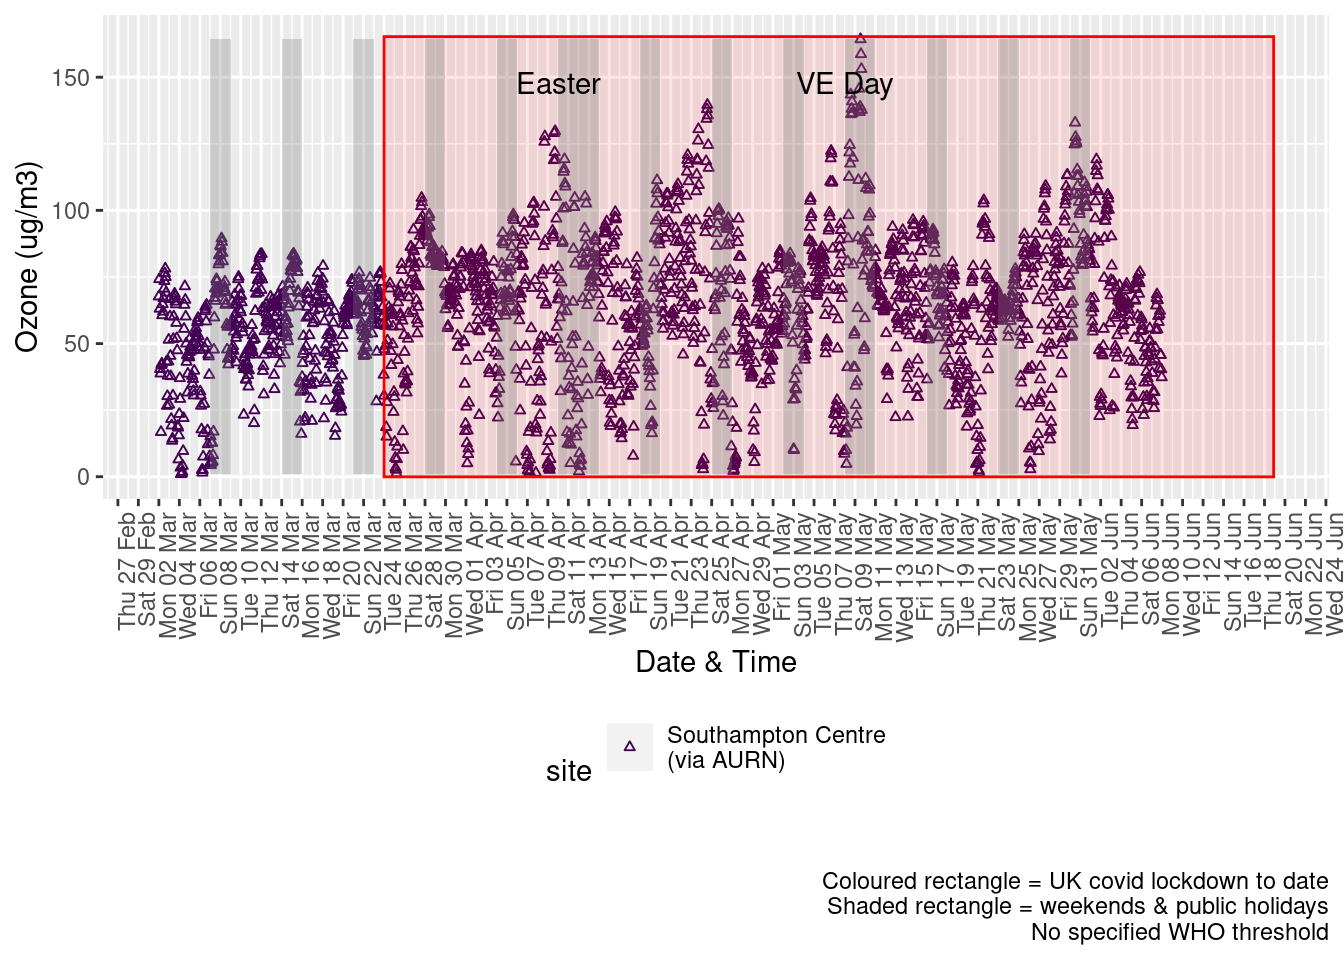 Ozone (ug/m3)
150
100
50
0
Easter
VE Day
Thu 27 Feb
Sat 29 Feb
Mon 02 Mar
Wed 04 Mar
Fri 06 Mar
Sun 08 Mar
Tue 10 Mar
Thu 12 Mar
Sat 14 Mar
Mon 16 Mar
Wed 18 Mar
Fri 20 Mar
Sun 22 Mar
Tue 24 Mar
Thu 26 Mar
Sat 28 Mar
Mon 30 Mar
Wed 01 Apr
Fri 03 Apr
Sun 05 Apr
Tue 07 Apr
Thu 09 Apr
Sat 11 Apr
Mon 13 Apr
Wed 15 Apr
Fri 17 Apr
Sun 19 Apr
Tue 21 Apr
Thu 23 Apr
Sat 25 Apr
Mon 27 Apr
Wed 29 Apr
Fri 01 May
Sun 03 May
Tue 05 May
Thu 07 May
Sat 09 May
Mon 11 May
Wed 13 May
Fri 15 May
Sun 17 May
Tue 19 May
Thu 21 May
Sat 23 May
Mon 25 May
Wed 27 May
Fri 29 May
Sun 31 May
Tue 02 Jun
Thu 04 Jun
Sat 06 Jun
Mon 08 Jun
Wed 10 Jun
Fri 12 Jun
Sun 14 Jun
Tue 16 Jun
Thu 18 Jun
Sat 20 Jun
Mon 22 Jun
Wed 24 Jun
Date & Time
site
Southampton Centre
(via AURN)
Coloured rectangle = UK covid lockdown to date
Shaded rectangle = weekends & public holidays
No specified WHO threshold